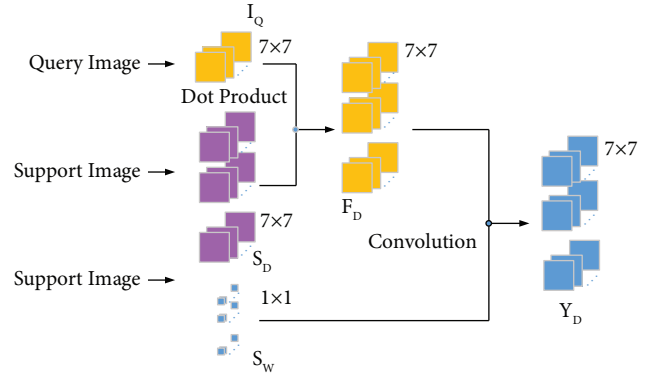 I_Q
7×7
7×7
Query Image
Dot Product
7×7
Support Image
F_D
7×7
Convolution
S_D
Support Image
1×1
Y_D
S_W